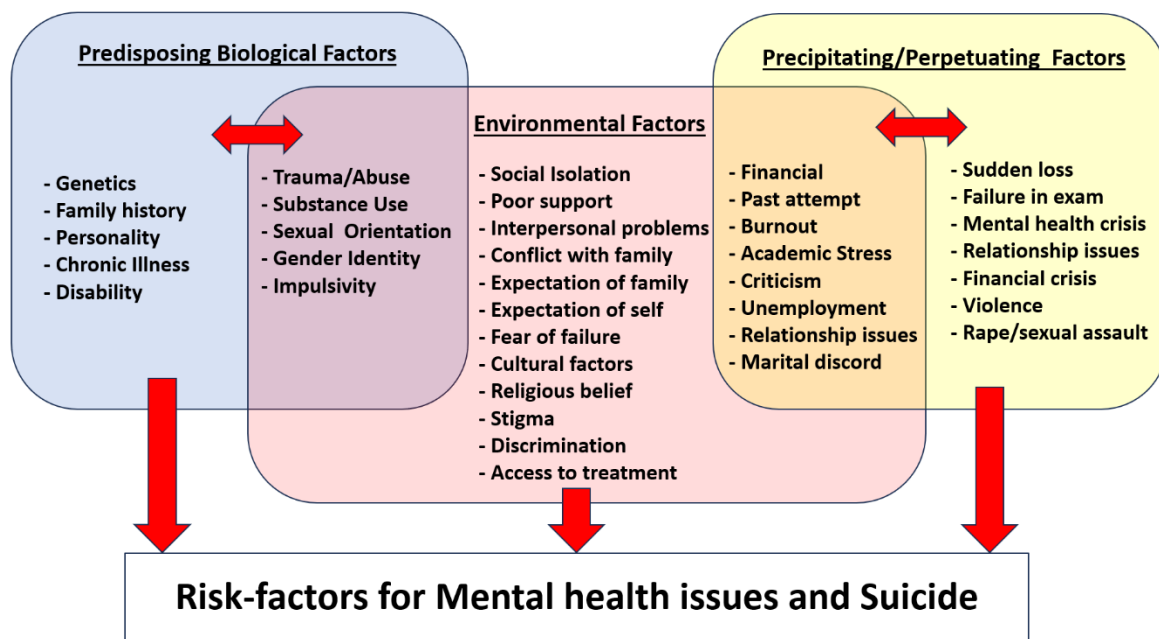 Predisposing Biological Factors
- Genetics
- Family history
- Personality
- Chronic Illness
- Disability
- Trauma/Abuse
- Substance Use
- Sexual Orientation
- Gender Identity
- Impulsivity
Environmental Factors
- Social Isolation
- Poor support
- Interpersonal problems
- Conflict with family
- Expectation of family
- Expectation of self
- Fear of failure
- Cultural factors
- Religious belief
- Stigma
- Discrimination
- Access to treatment
Precipitating/Perpetuating Factors
- Financial
- Past attempt
- Burnout
- Academic Stress
- Criticism
- Unemployment
- Relationship issues
- Marital discord
- Sudden loss
- Failure in exam
- Mental health crisis
- Relationship issues
- Financial crisis
- Violence
- Rape/sexual assault
Risk-factors for Mental health issues and Suicide